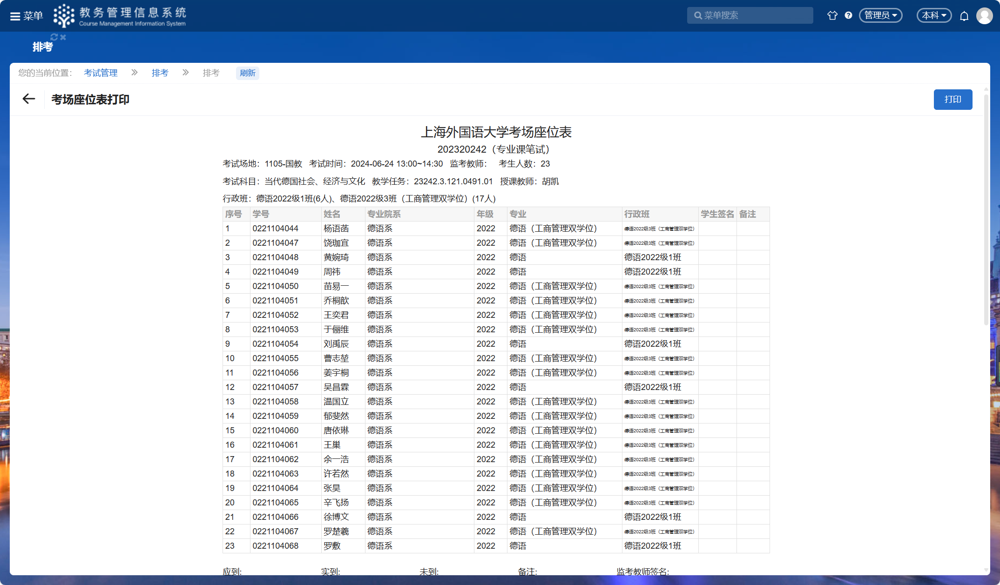 菜单
教务管理信息系统
Course Management Information System
菜单搜索
管理员
本科
排考
您的当前位置： 考试管理 排考 排考 刷新
考场座位表打印
打印
上海外国语大学考场座位表
202320242（专业课笔试）
考试场地：1105-国教 考试时间：2024-06-24 13:00~14:30 监考教师： 考生人数：23
考试科目：当代德国社会、经济与文化 教学任务：23242.3.121.0491.01 授课教师：胡凯
行政班：德语2022级1班(6人)、德语2022级3班（工商管理双学位）(17人)
序号 学号 姓名 专业院系 年级 专业 行政班 学生签名 备注
1 0221104044 杨语菡 德语系 2022 德语（工商管理双学位） 德语2022级3班（工商管理双学位）
2 0221104047 饶珈宜 德语系 2022 德语（工商管理双学位） 德语2022级3班（工商管理双学位）
3 0221104048 黄婉琦 德语系 2022 德语 德语2022级1班
4 0221104049 周祎 德语系 2022 德语 德语2022级1班
5 0221104050 苗易一 德语系 2022 德语（工商管理双学位） 德语2022级3班（工商管理双学位）
6 0221104051 乔桐歆 德语系 2022 德语（工商管理双学位） 德语2022级3班（工商管理双学位）
7 0221104052 王奕君 德语系 2022 德语（工商管理双学位） 德语2022级3班（工商管理双学位）
8 0221104053 于俪维 德语系 2022 德语（工商管理双学位） 德语2022级3班（工商管理双学位）
9 0221104054 刘禹辰 德语系 2022 德语 德语2022级1班
10 0221104055 曹志堃 德语系 2022 德语（工商管理双学位） 德语2022级3班（工商管理双学位）
11 0221104056 姜宇桐 德语系 2022 德语（工商管理双学位） 德语2022级3班（工商管理双学位）
12 0221104057 吴昌霖 德语系 2022 德语 德语2022级1班
13 0221104058 温国立 德语系 2022 德语（工商管理双学位） 德语2022级3班（工商管理双学位）
14 0221104059 郁斐然 德语系 2022 德语（工商管理双学位） 德语2022级3班（工商管理双学位）
15 0221104060 唐依琳 德语系 2022 德语（工商管理双学位） 德语2022级3班（工商管理双学位）
16 0221104061 王巢 德语系 2022 德语（工商管理双学位） 德语2022级3班（工商管理双学位）
17 0221104062 余一浩 德语系 2022 德语（工商管理双学位） 德语2022级3班（工商管理双学位）
18 0221104063 许若然 德语系 2022 德语（工商管理双学位） 德语2022级3班（工商管理双学位）
19 0221104064 张昊 德语系 2022 德语（工商管理双学位） 德语2022级3班（工商管理双学位）
20 0221104065 辛飞扬 德语系 2022 德语（工商管理双学位） 德语2022级3班（工商管理双学位）
21 0221104066 徐博文 德语系 2022 德语 德语2022级1班
22 0221104067 罗楚羲 德语系 2022 德语（工商管理双学位） 德语2022级3班（工商管理双学位）
23 0221104068 罗敷 德语系 2022 德语 德语2022级1班
应到: 实到: 未到: 备注: 监考教师签名: